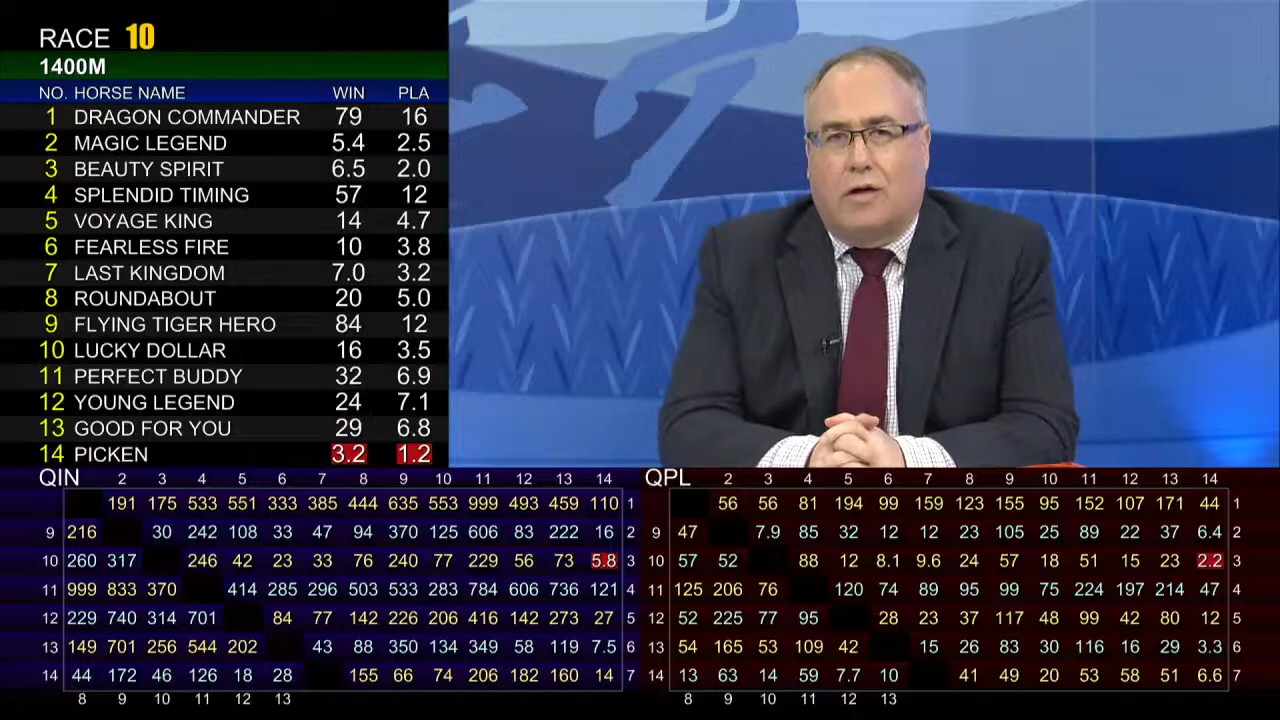 RACE 10
1400M
NO. HORSE NAME WIN PLA
1 DRAGON COMMANDER 79 16
2 MAGIC LEGEND 5.4 2.5
3 BEAUTY SPIRIT 6.5 2.0
4 SPLENDID TIMING 57 12
5 VOYAGE KING 14 4.7
6 FEARLESS FIRE 10 3.8
7 LAST KINGDOM 7.0 3.2
8 ROUNDABOUT 20 5.0
9 FLYING TIGER HERO 84 12
10 LUCKY DOLLAR 16 3.5
11 PERFECT BUDDY 32 6.9
12 YOUNG LEGEND 24 7.1
13 GOOD FOR YOU 29 6.8
14 PICKEN 3.2 1.2
QIN 2 3 4 5 6 7 8 9 10 11 12 13 14
191 175 533 551 333 385 444 635 553 999 493 459 110 1
9 216 30 242 108 33 47 94 370 125 606 83 222 16 2
10 260 317 246 42 23 33 76 240 77 229 56 73 5.8 3
11 999 833 370 414 285 296 503 533 283 784 606 736 121 4
12 229 740 314 701 84 77 142 226 206 416 142 273 27 5
13 149 701 256 544 202 43 88 350 134 349 58 119 7.5 6
14 44 172 46 126 18 28 155 66 74 206 182 160 14 7
8 9 10 11 12 13
QPL 2 3 4 5 6 7 8 9 10 11 12 13 14
56 56 81 194 99 159 123 155 95 152 107 171 44 1
9 47 7.9 85 32 12 12 23 105 25 89 22 37 6.4 2
10 57 52 88 12 8.1 9.6 24 57 18 51 15 23 2.2 3
11 125 206 76 120 74 89 95 99 75 224 197 214 47 4
12 52 225 77 95 28 23 37 117 48 99 42 80 12 5
13 54 165 53 109 42 15 26 83 30 116 16 29 3.3 6
14 13 63 14 59 7.7 10 41 49 20 53 58 51 6.6 7
8 9 10 11 12 13